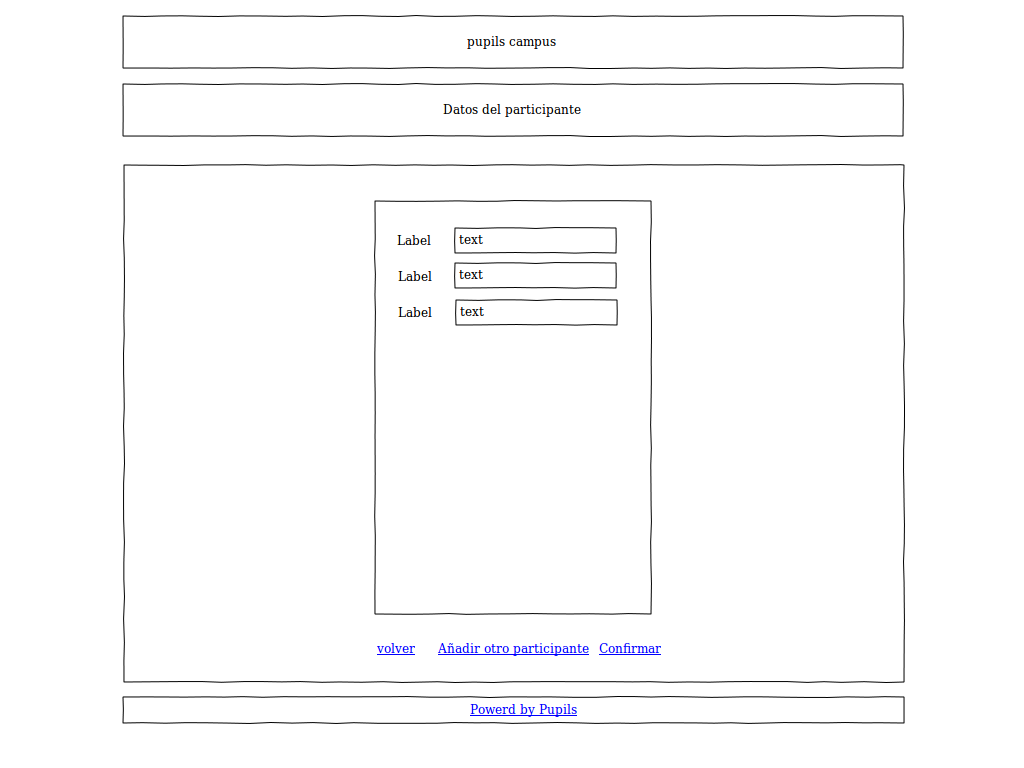 pupils campus
Datos del participante
Label text
Label text
Label text
volver Añadir otro participante Confirmar
Powerd by Pupils